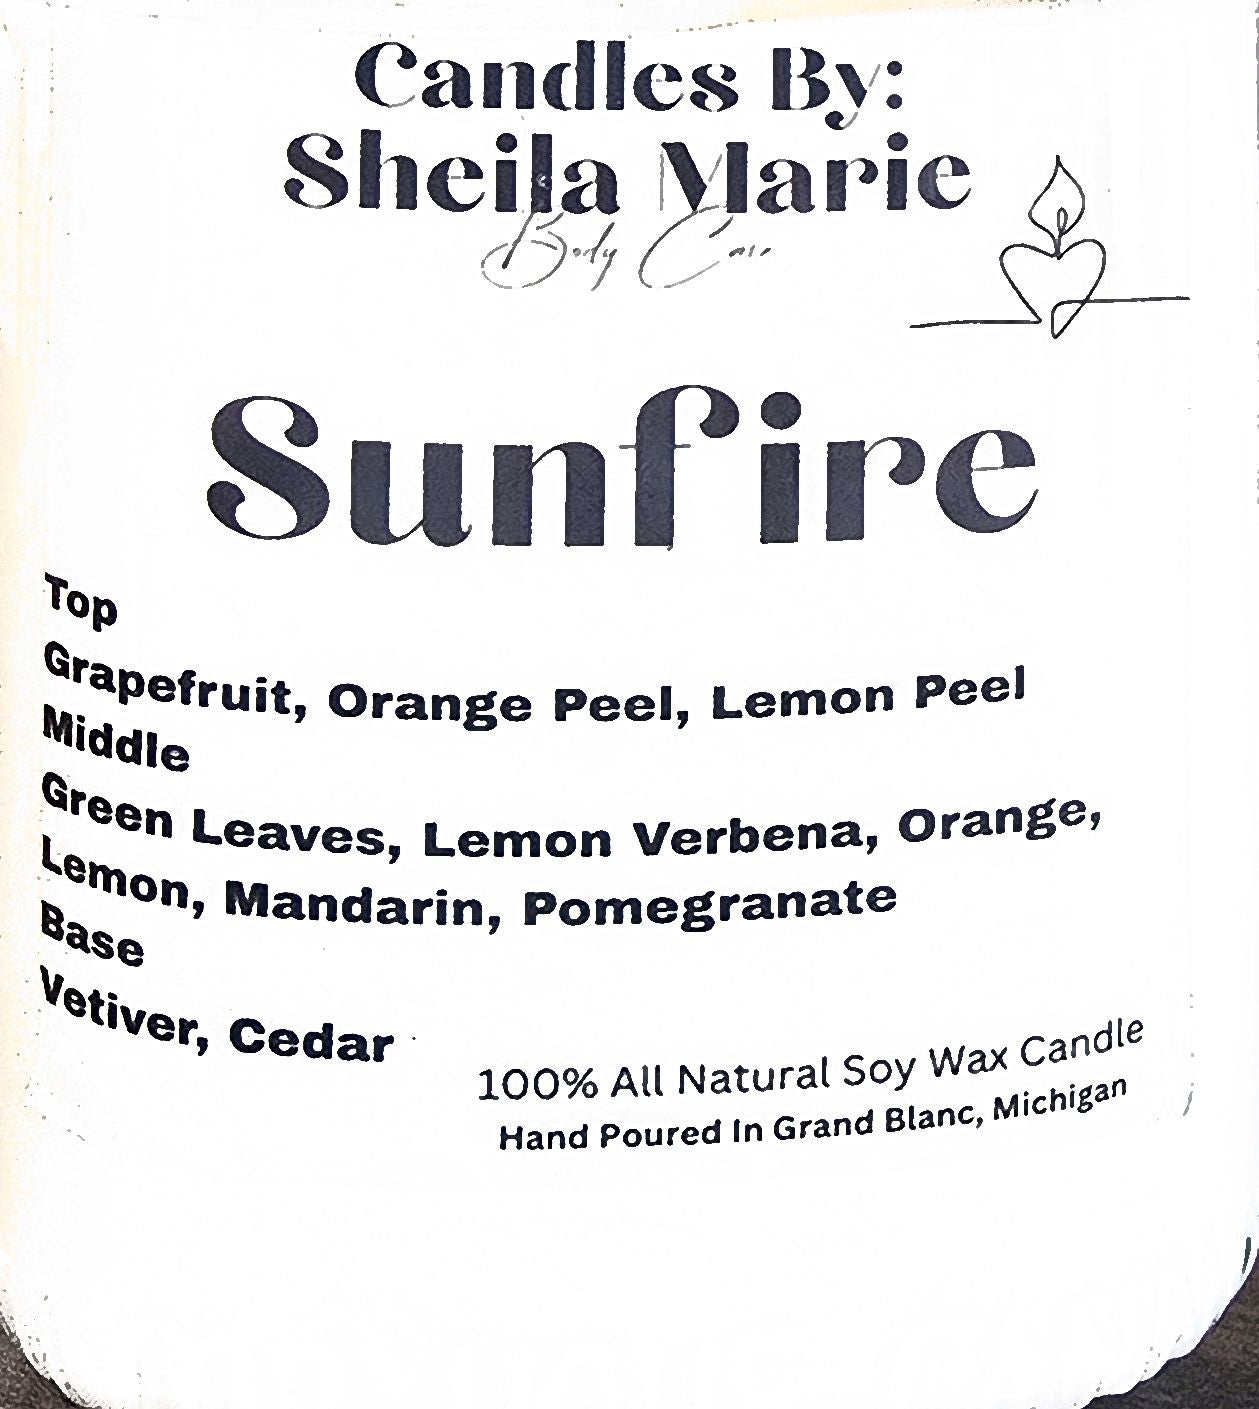 Candles By:
Sheila Marie
Body Care
Sunfire
Top
Grapefruit, Orange Peel, Lemon Peel
Middle
Green Leaves, Lemon Verbena, Orange,
Lemon, Mandarin, Pomegranate
Base
Vetiver, Cedar
100% All Natural Soy Wax Candle
Hand Poured In Grand Blanc, Michigan